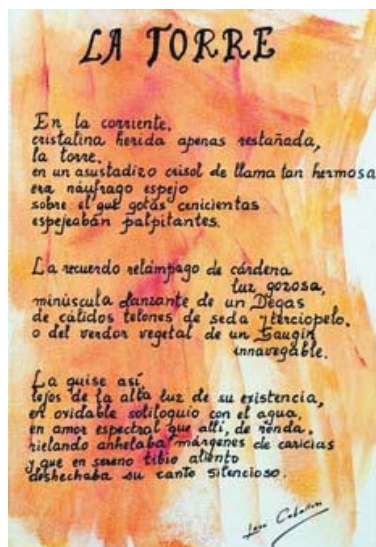 LA TORRE
En la corriente,
cristalina herida apenas restañada,
la torre,
en un asustadizo crisol de llama tan hermosa
era náufrago espejo
sobre el que gotas cenicientas
espejeaban palpitantes.
La recuerdo relámpago de cárdena
luz gozosa,
minúscula danzante de un Degas
de cálidos telones de seda y terciopelo,
o del verdor vegetal de un Gaugin
innavegable.
La quise así,
lejos de la alta luz de su existencia,
en ovidable soliloquio con el agua,
en amor espectral que allí, de ronda,
rielando anhelaba márgenes de caricias
y que en sereno tibio aliento
deshechaba su canto silencioso.